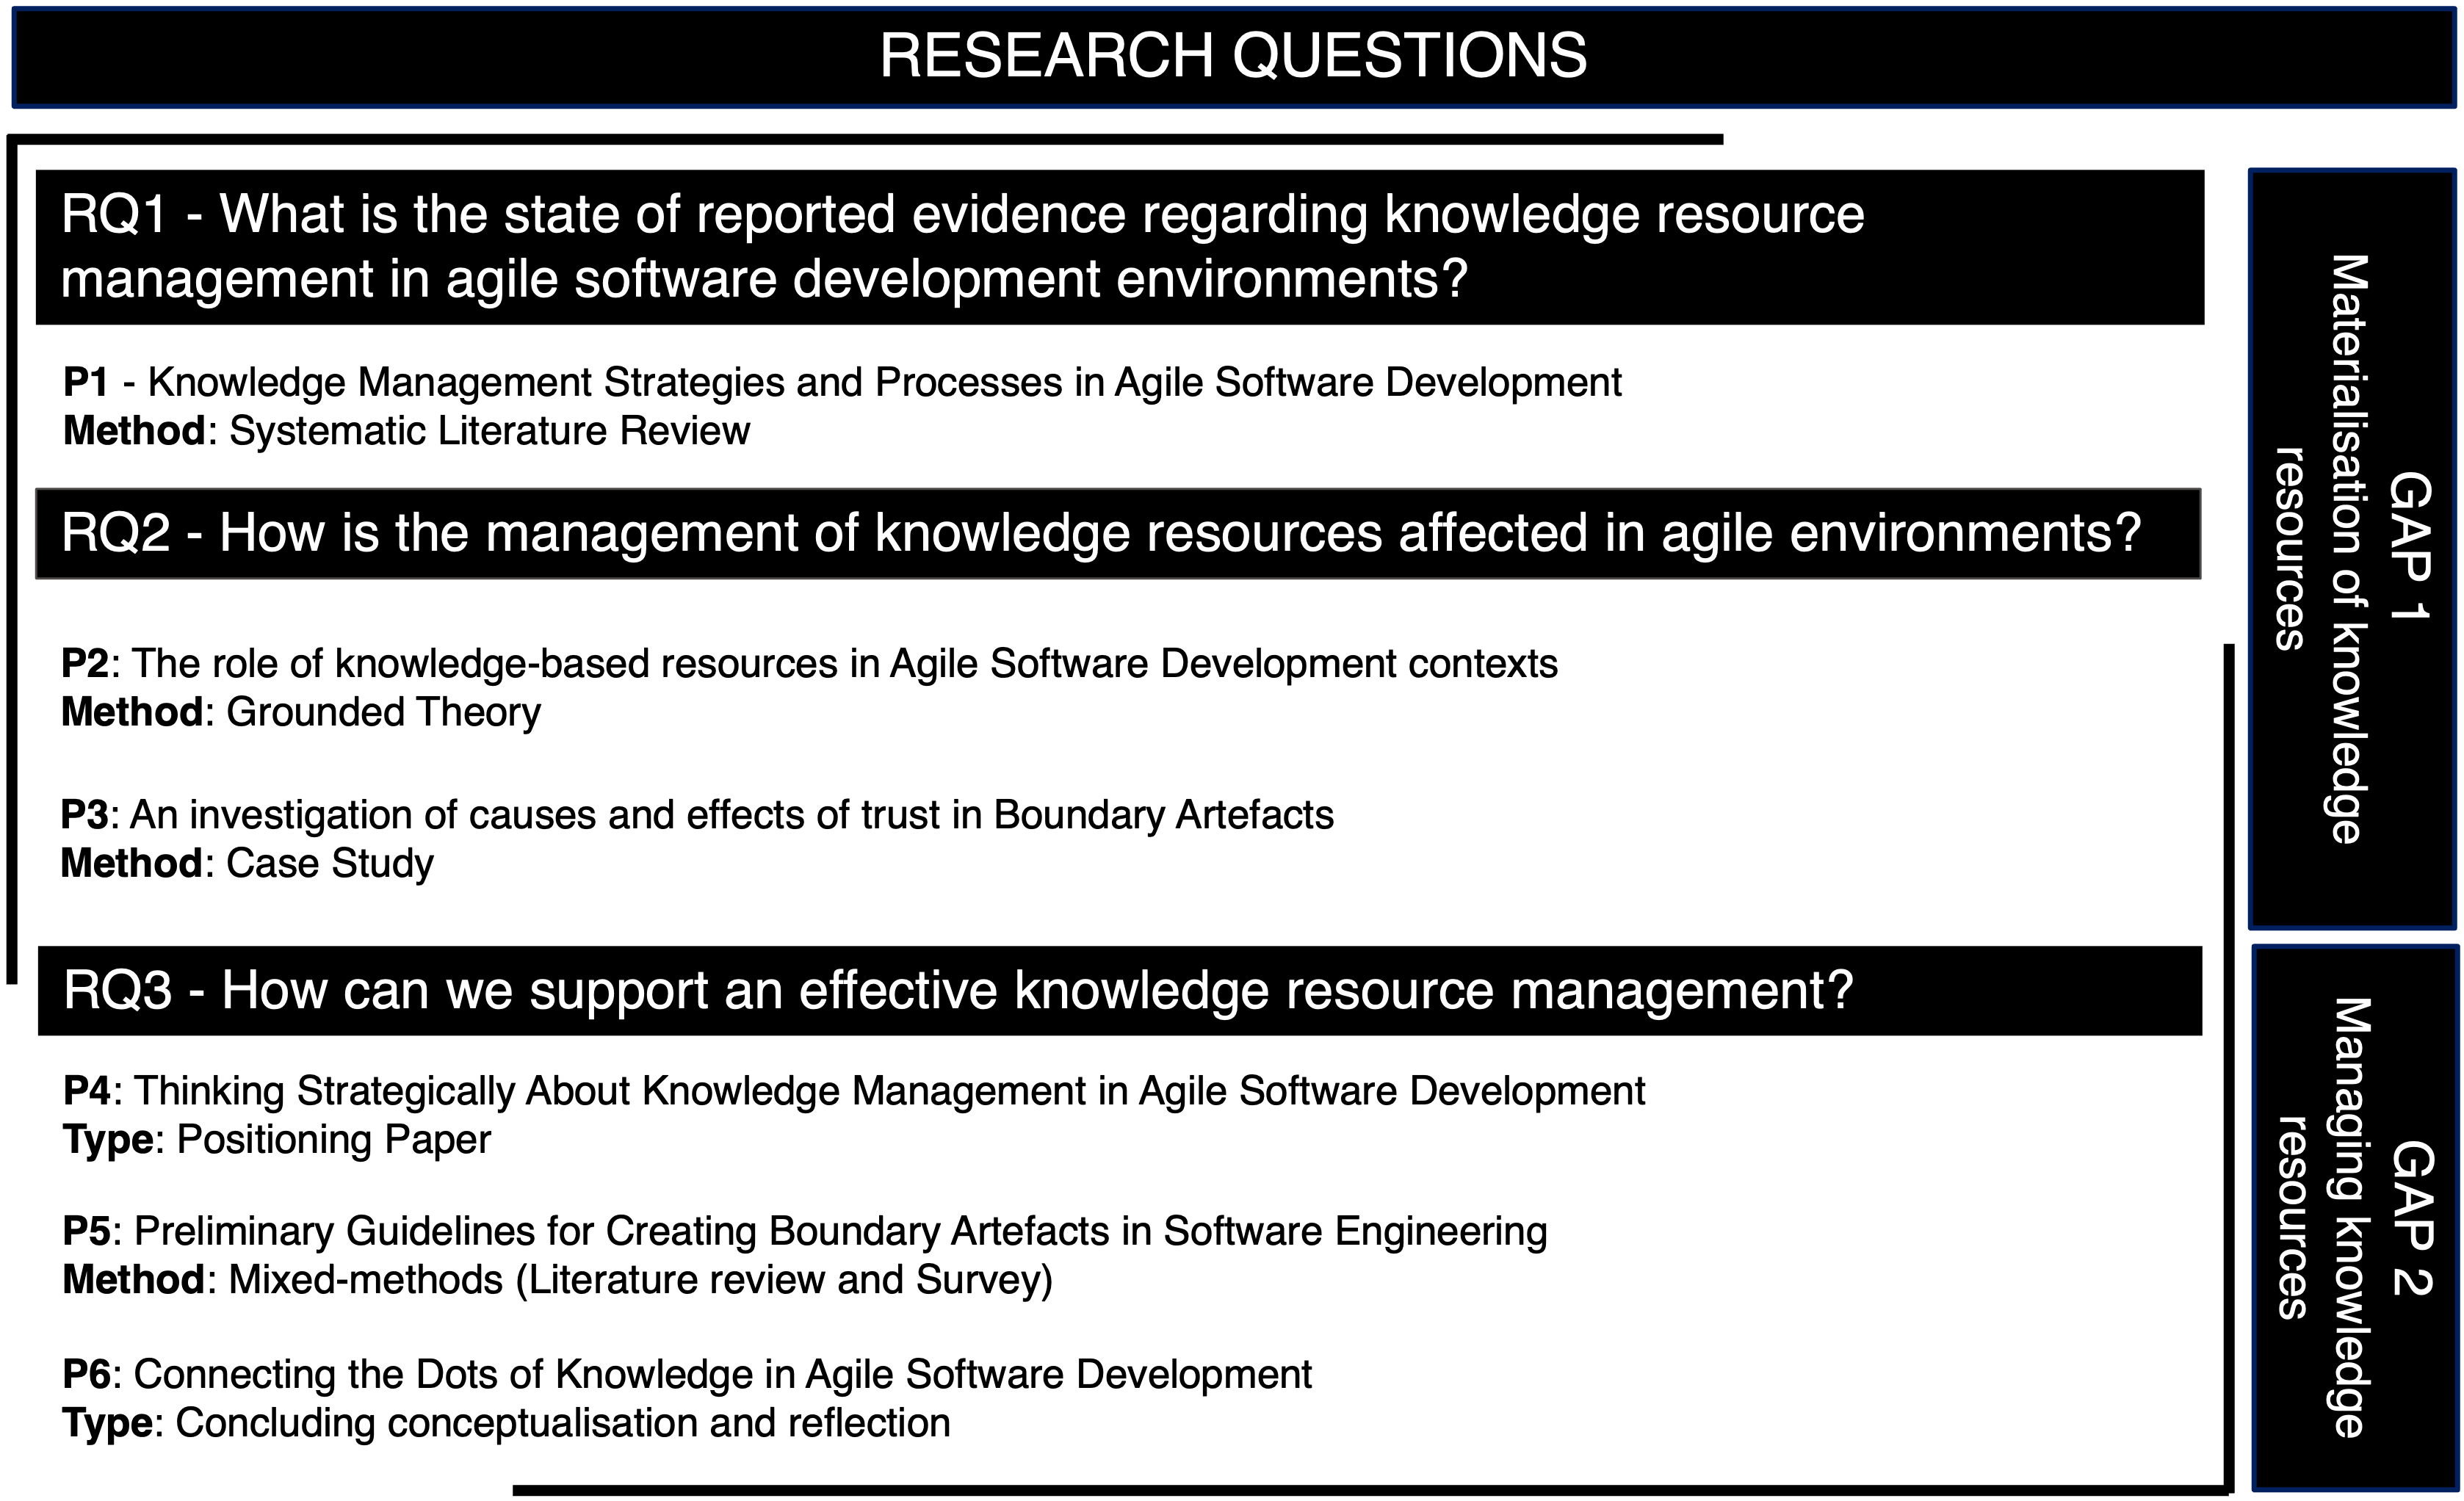 RESEARCH QUESTIONS
RQ1 - What is the state of reported evidence regarding knowledge resource
management in agile software development environments?
P1 - Knowledge Management Strategies and Processes in Agile Software Development
Method: Systematic Literature Review
RQ2 - How is the management of knowledge resources affected in agile environments?
P2: The role of knowledge-based resources in Agile Software Development contexts
Method: Grounded Theory
P3: An investigation of causes and effects of trust in Boundary Artefacts
Method: Case Study
RQ3 - How can we support an effective knowledge resource management?
P4: Thinking Strategically About Knowledge Management in Agile Software Development
Type: Positioning Paper
P5: Preliminary Guidelines for Creating Boundary Artefacts in Software Engineering
Method: Mixed-methods (Literature review and Survey)
P6: Connecting the Dots of Knowledge in Agile Software Development
Type: Concluding conceptualisation and reflection
GAP 1
Materialisation of knowledge
resources
GAP 2
Managing knowledge
resources